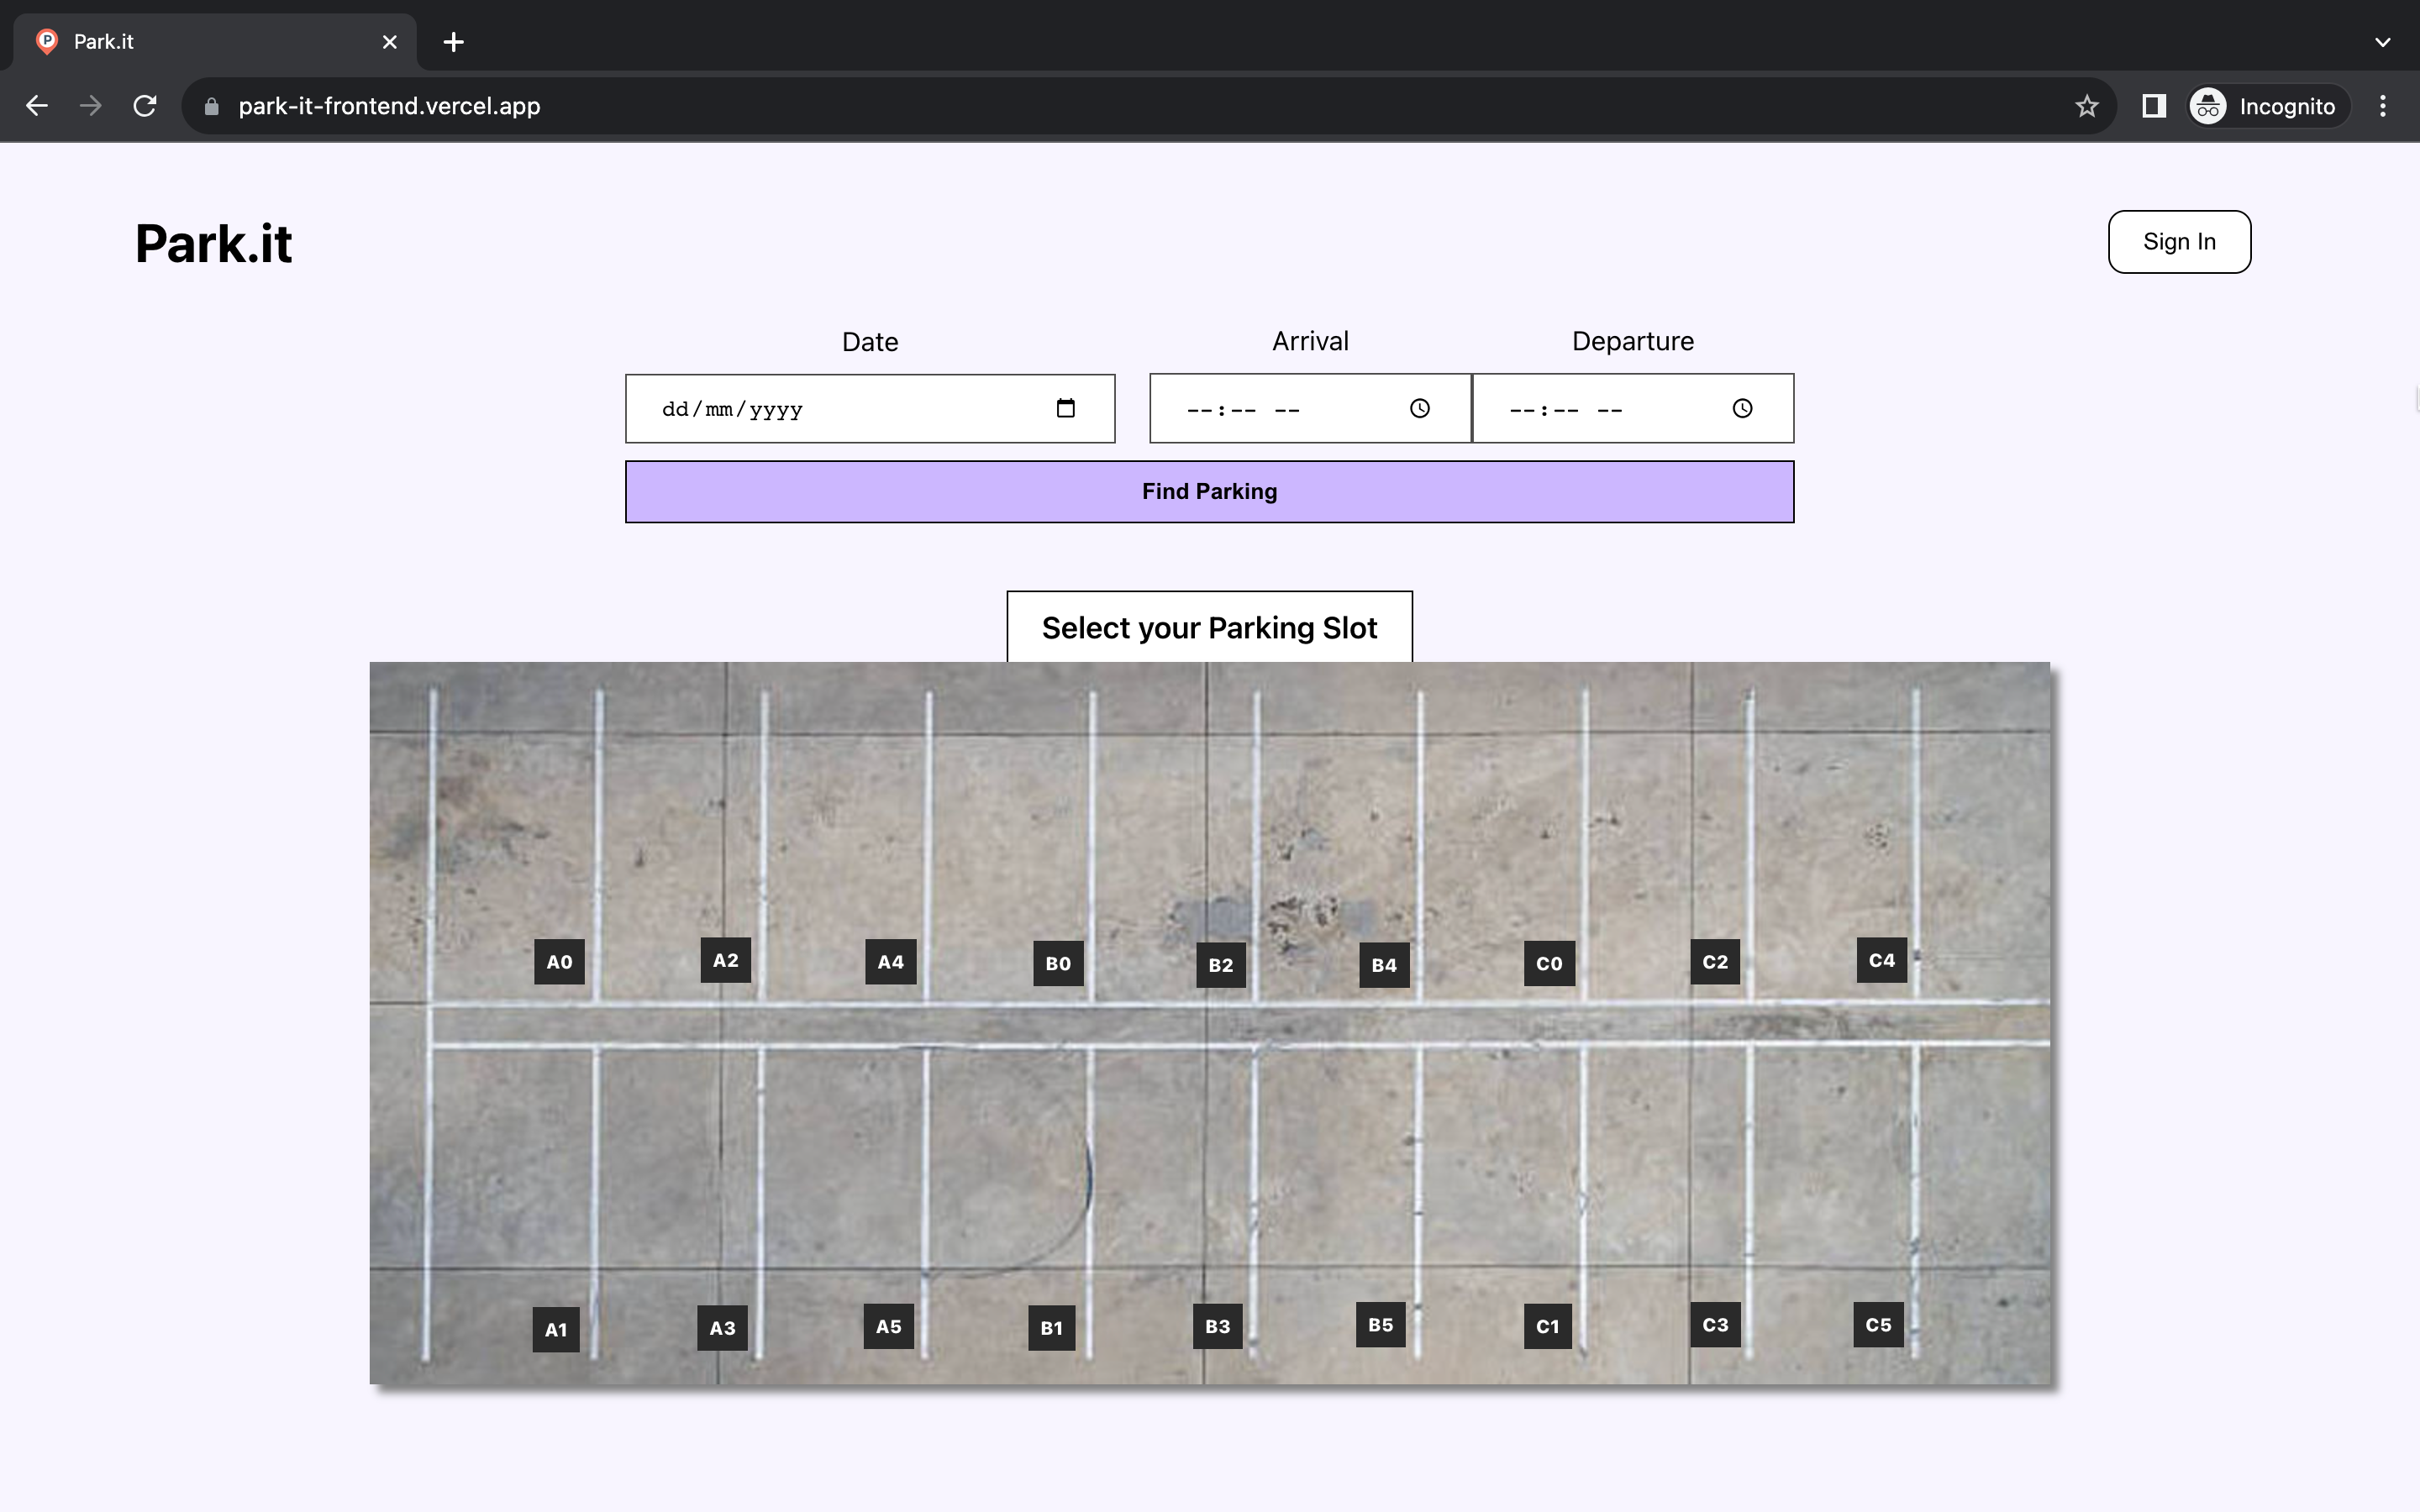 Park.it
park-it-frontend.vercel.app
Incognito
Park.it
Sign In
Date
Arrival
Departure
dd/mm/yyyy
--:-- --
--:-- --
Find Parking
Select your Parking Slot
A0
A2
A4
B0
B2
B4
C0
C2
C4
A1
A3
A5
B1
B3
B5
C1
C3
C5